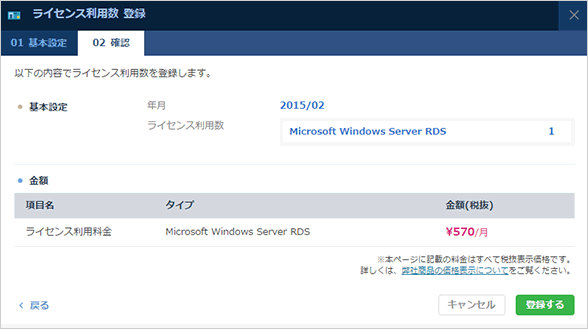 ライセンス利用数 登録
01 基本設定 02 確認
以下の内容でライセンス利用数を登録します。
基本設定 年月 2015/02
ライセンス利用数 Microsoft Windows Server RDS 1
金額
項目名 タイプ 金額(税抜)
ライセンス利用料金 Microsoft Windows Server RDS ¥570/月
※本ページに記載の料金はすべて税抜表示価格です。
詳しくは、弊社商品の価格表示についてをご覧ください。
戻る キャンセル 登録する